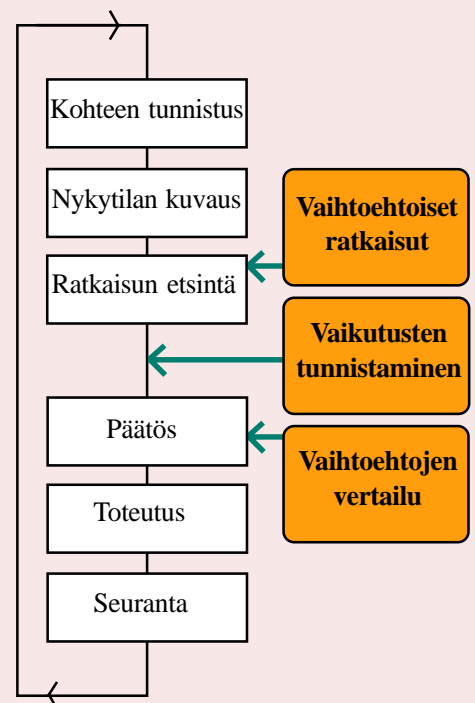 Kohteen tunnistus
Nykytilan kuvaus
Vaihtoehtoiset
ratkaisut
Ratkaisun etsintä
Vaikutusten
tunnistaminen
Päätös
Vaihtoehtojen
vertailu
Toteutus
Seuranta